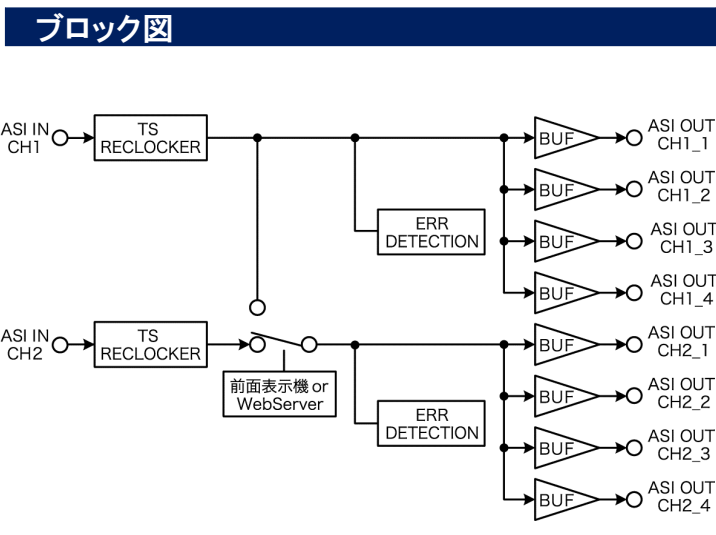 ブロック図
ASI IN
CH1
TS
RECLOCKER
BUF
ASI OUT
CH1_1
BUF
ASI OUT
CH1_2
ERR
DETECTION
BUF
ASI OUT
CH1_3
BUF
ASI OUT
CH1_4
ASI IN
CH2
TS
RECLOCKER
前面表示機 or
WebServer
BUF
ASI OUT
CH2_1
BUF
ASI OUT
CH2_2
ERR
DETECTION
BUF
ASI OUT
CH2_3
BUF
ASI OUT
CH2_4